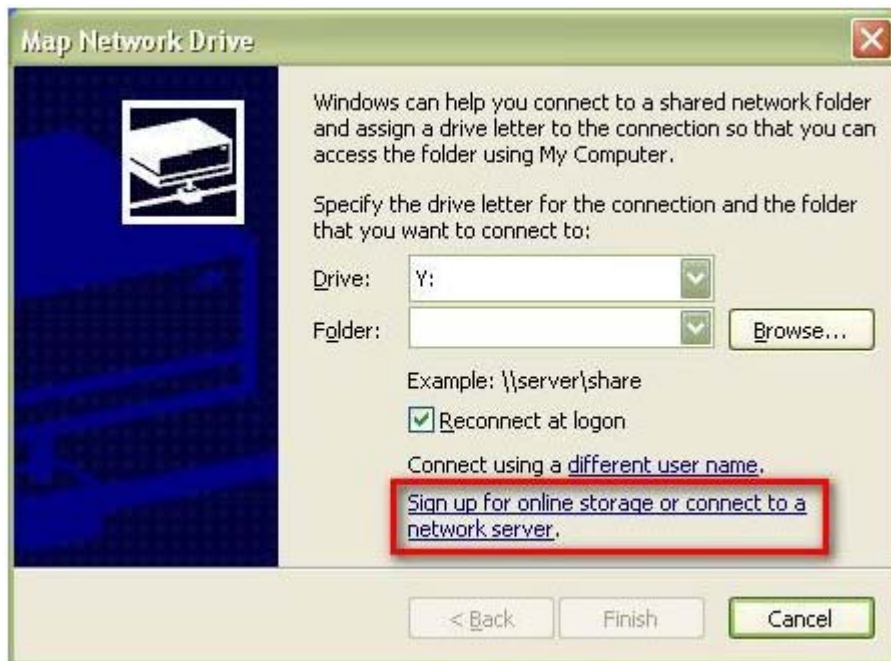 Map Network Drive
Windows can help you connect to a shared network folder
and assign a drive letter to the connection so that you can
access the folder using My Computer.
Specify the drive letter for the connection and the folder
that you want to connect to:
Drive: Y:
Folder: Browse...
Example: \\server\share
Reconnect at logon
Connect using a different user name.
Sign up for online storage or connect to a
network server.
< Back Finish Cancel